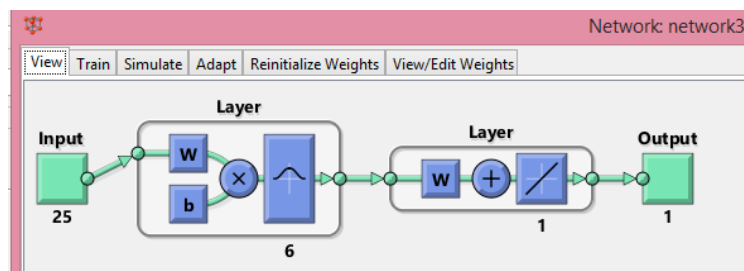 Network: network3
View Train Simulate Adapt Reinitialize Weights View/Edit Weights
Layer
Input
W
b
25
6
Layer
W
1
Output
1